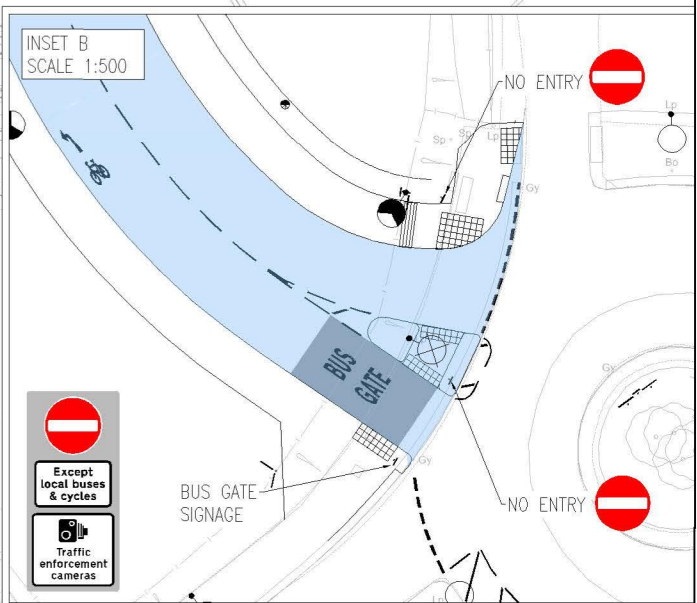 INSET B
SCALE 1:500
NO ENTRY
Lp
Sp
Sp
Lp
Bo
Gy
BUS
GATE
Gy
Except
local buses
& cycles
Traffic
enforcement
cameras
BUS GATE
SIGNAGE
Gy
NO ENTRY
Lp